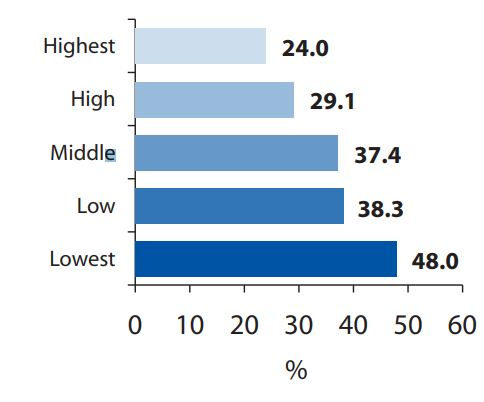 Highest 24.0
High 29.1
Middle 37.4
Low 38.3
Lowest 48.0
0 10 20 30 40 50 60
%